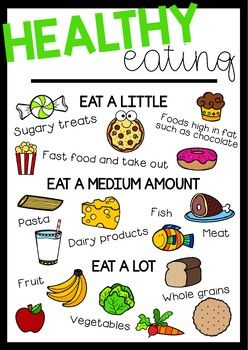 HEALTHY
eating
EAT A LITTLE
Sugary treats
Foods high in fat
such as chocolate
Fast food and take out
EAT A MEDIUM AMOUNT
Pasta
Fish
Dairy products
Meat
EAT A LOT
Fruit
Whole grains
Vegetables